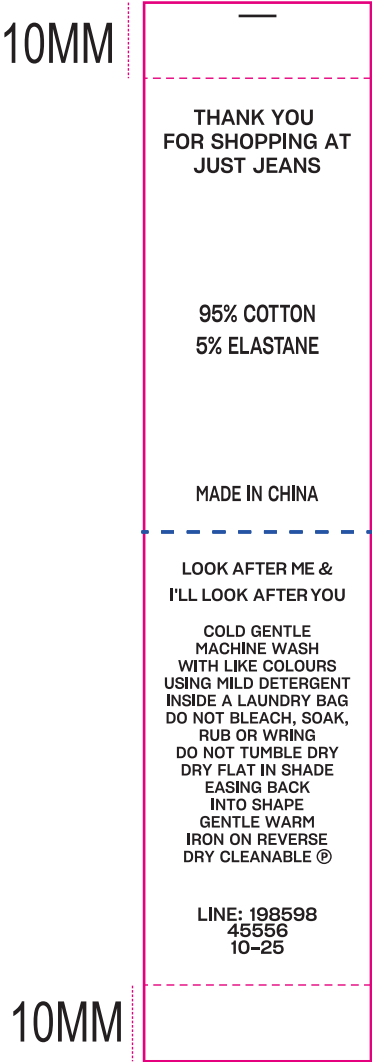 10MM
THANK YOU
FOR SHOPPING AT
JUST JEANS
95% COTTON
5% ELASTANE
MADE IN CHINA
LOOK AFTER ME &
I'LL LOOK AFTER YOU
COLD GENTLE
MACHINE WASH
WITH LIKE COLOURS
USING MILD DETERGENT
INSIDE A LAUNDRY BAG
DO NOT BLEACH, SOAK,
RUB OR WRING
DO NOT TUMBLE DRY
DRY FLAT IN SHADE
EASING BACK
INTO SHAPE
GENTLE WARM
IRON ON REVERSE
DRY CLEANABLE Ⓟ
LINE: 198598
45556
10-25
10MM